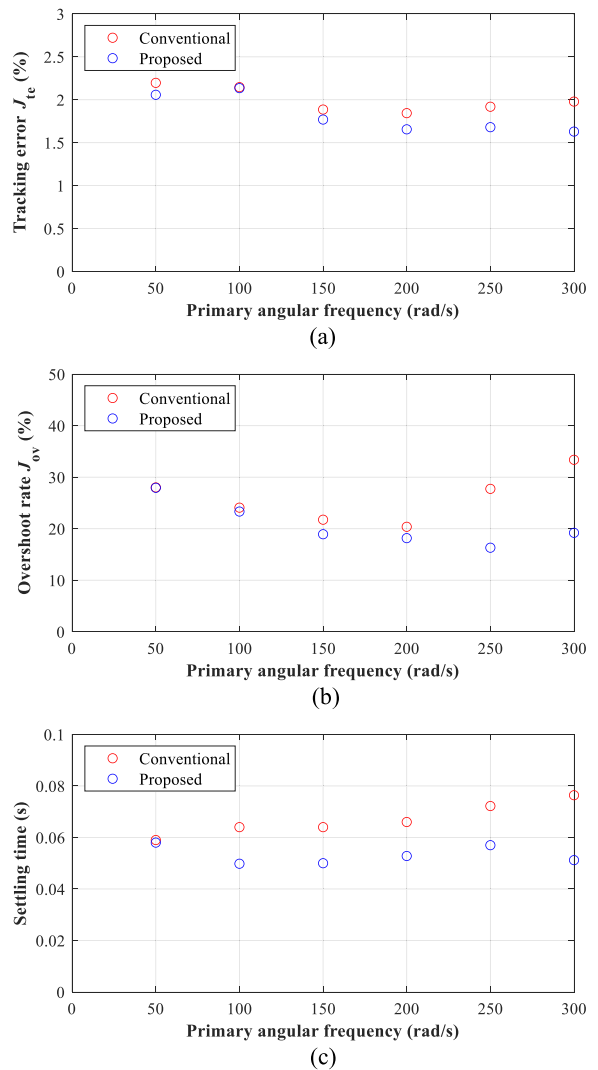 3
2.5
2
1.5
1
0.5
0
Tracking error J_te (%)
Conventional
Proposed
0 50 100 150 200 250 300
Primary angular frequency (rad/s)
(a)
50
40
30
20
10
0
Overshoot rate J_ov (%)
Conventional
Proposed
0 50 100 150 200 250 300
Primary angular frequency (rad/s)
(b)
0.1
0.08
0.06
0.04
0.02
0
Settling time (s)
Conventional
Proposed
0 50 100 150 200 250 300
Primary angular frequency (rad/s)
(c)